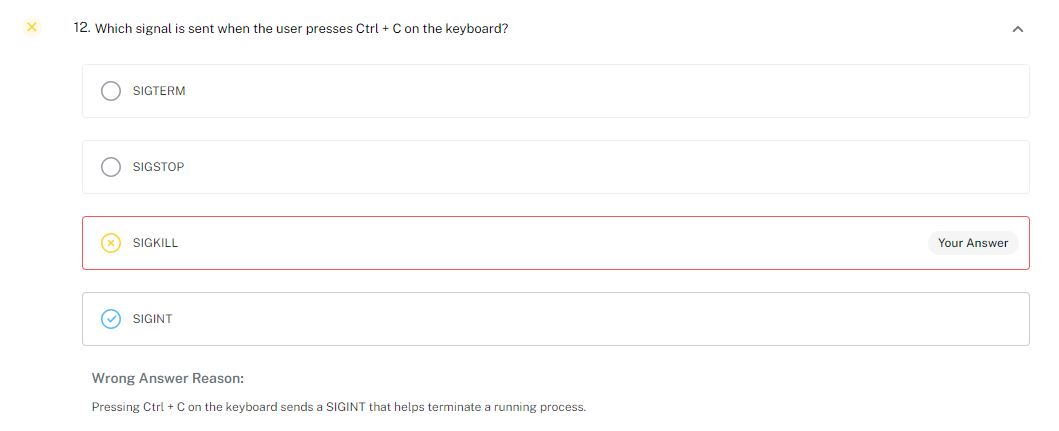 12. Which signal is sent when the user presses Ctrl + C on the keyboard?
SIGTERM
SIGSTOP
SIGKILL Your Answer
SIGINT
Wrong Answer Reason:
Pressing Ctrl + C on the keyboard sends a SIGINT that helps terminate a running process.